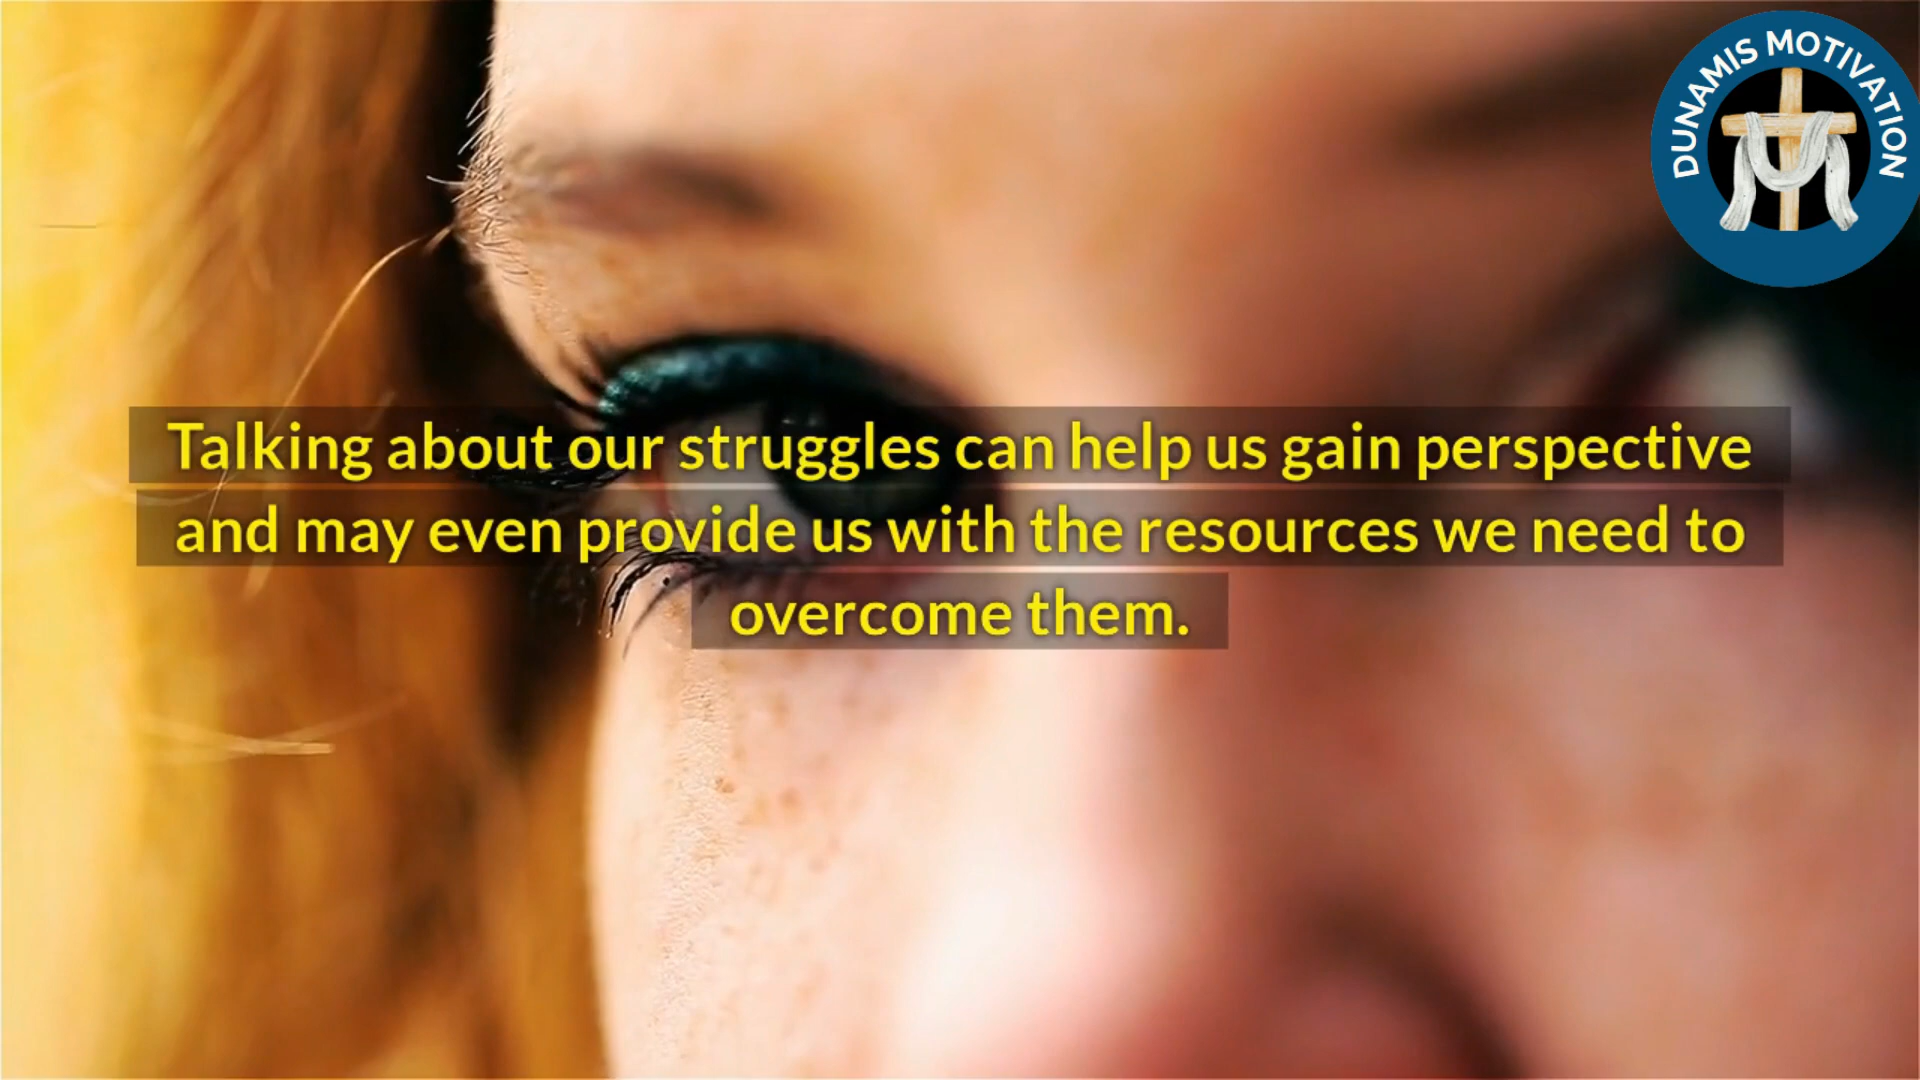 DUNAMIS MOTIVATION
Talking about our struggles can help us gain perspective
and may even provide us with the resources we need to
overcome them.